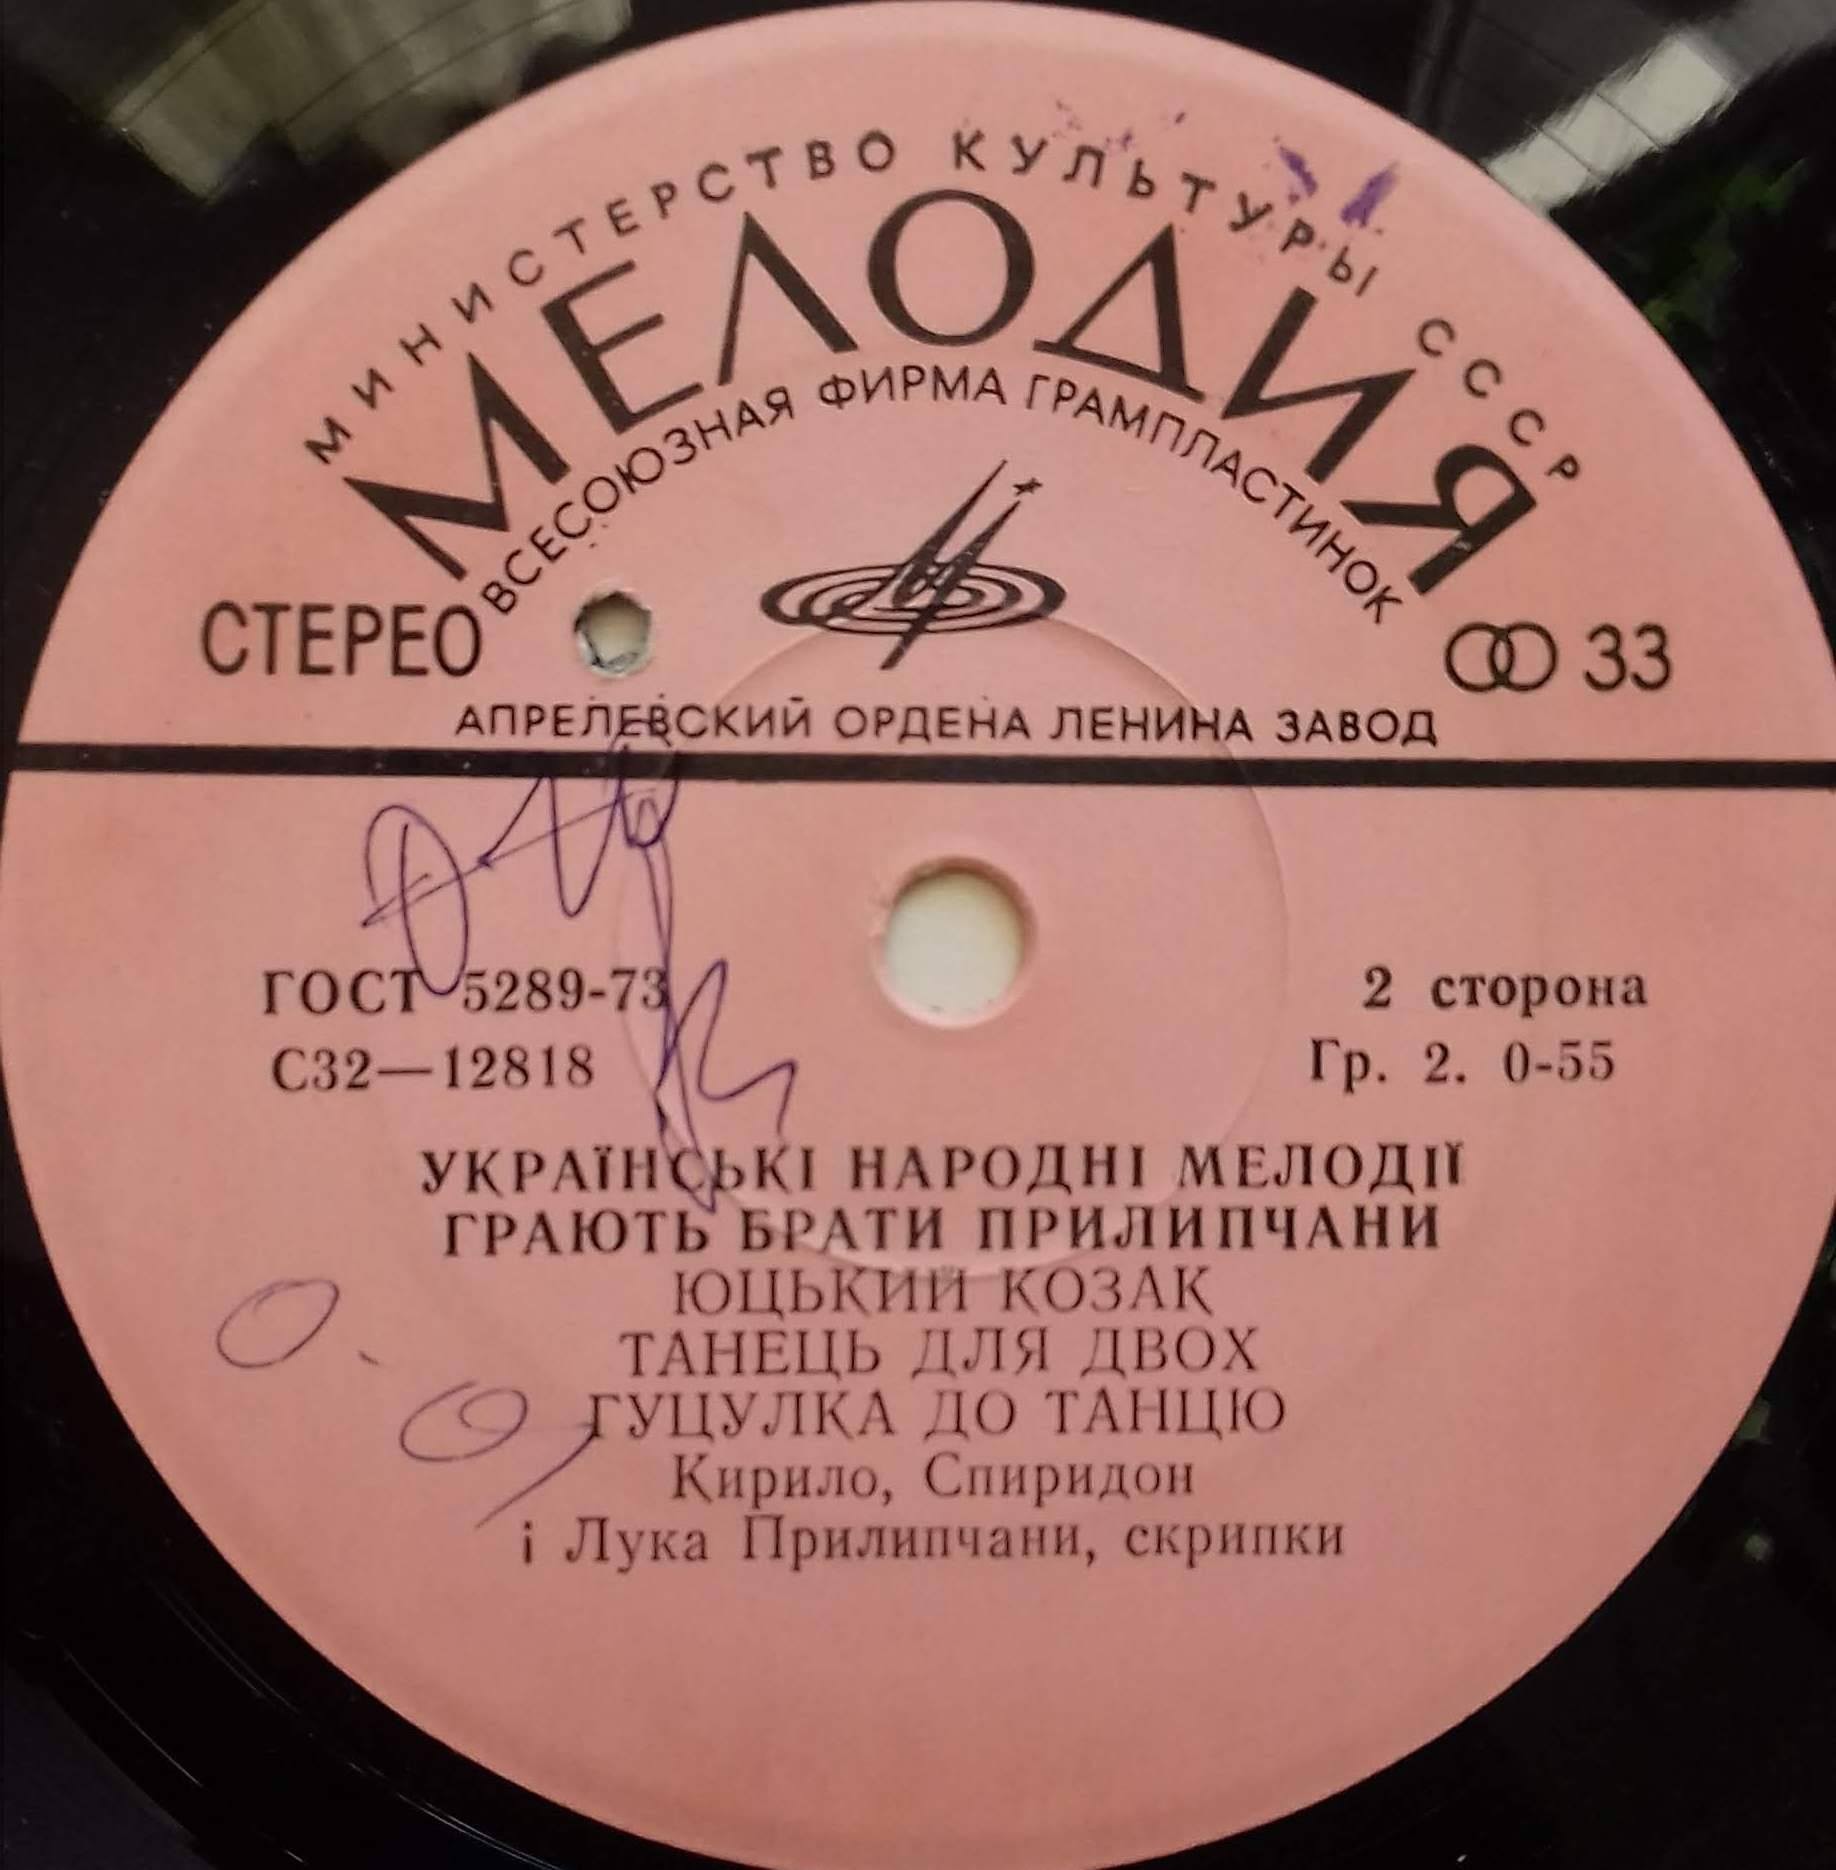 МИНИСТЕРСТВО КУЛЬТУРЫ СССР
МЕЛОДИЯ
ВСЕСОЮЗНАЯ ФИРМА ГРАМПЛАСТИНОК
СТЕРЕО 33
АПРЕЛЕВСКИЙ ОРДЕНА ЛЕНИНА ЗАВОД
ГОСТ 5289-73 2 сторона
С32—12818 Гр. 2. 0-55
УКРАЇНСЬКІ НАРОДНІ МЕЛОДІЇ
ГРАЮТЬ БРАТИ ПРИЛИПЧАНИ
ЮЦЬКИЙ КОЗАК
ТАНЕЦЬ ДЛЯ ДВОХ
ГУЦУЛКА ДО ТАНЦЮ
Кирило, Спиридон
і Лука Прилипчани, скрипки